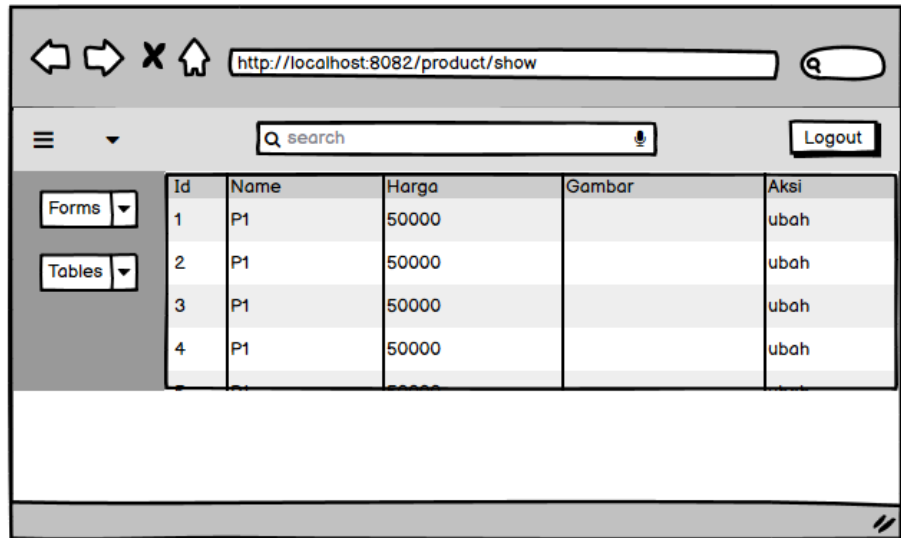 http://localhost:8082/product/show
search
Logout
Forms
Tables
Id Name Harga Gambar Aksi
1 P1 50000 ubah
2 P1 50000 ubah
3 P1 50000 ubah
4 P1 50000 ubah